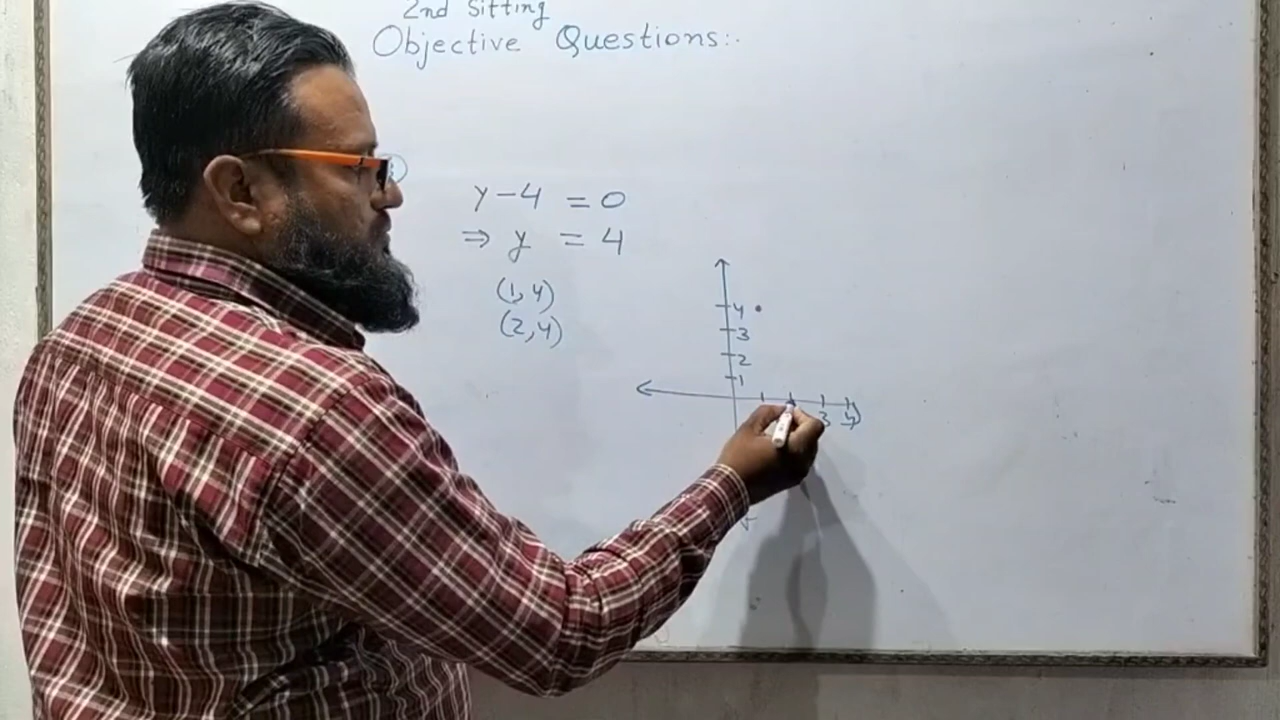 2nd Sitting
Objective Questions:.
y-4 = 0
⇒ y = 4
(1, 4)
(2, 4)
4
3
2
1
3 4